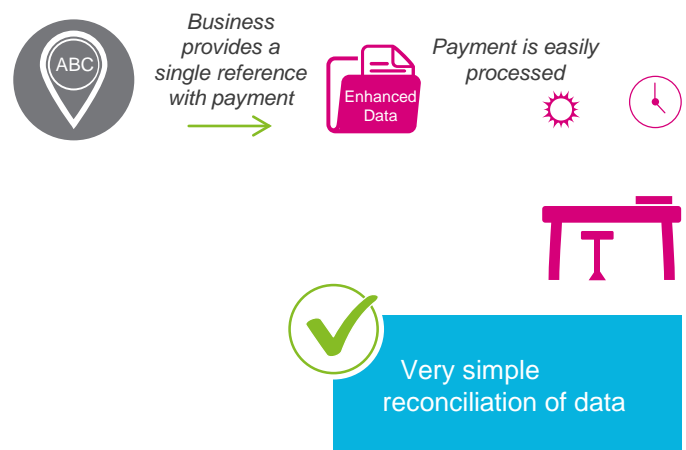 ABC
Business
provides a
single reference
with payment
Enhanced
Data
Payment is easily
processed
Very simple
reconciliation of data